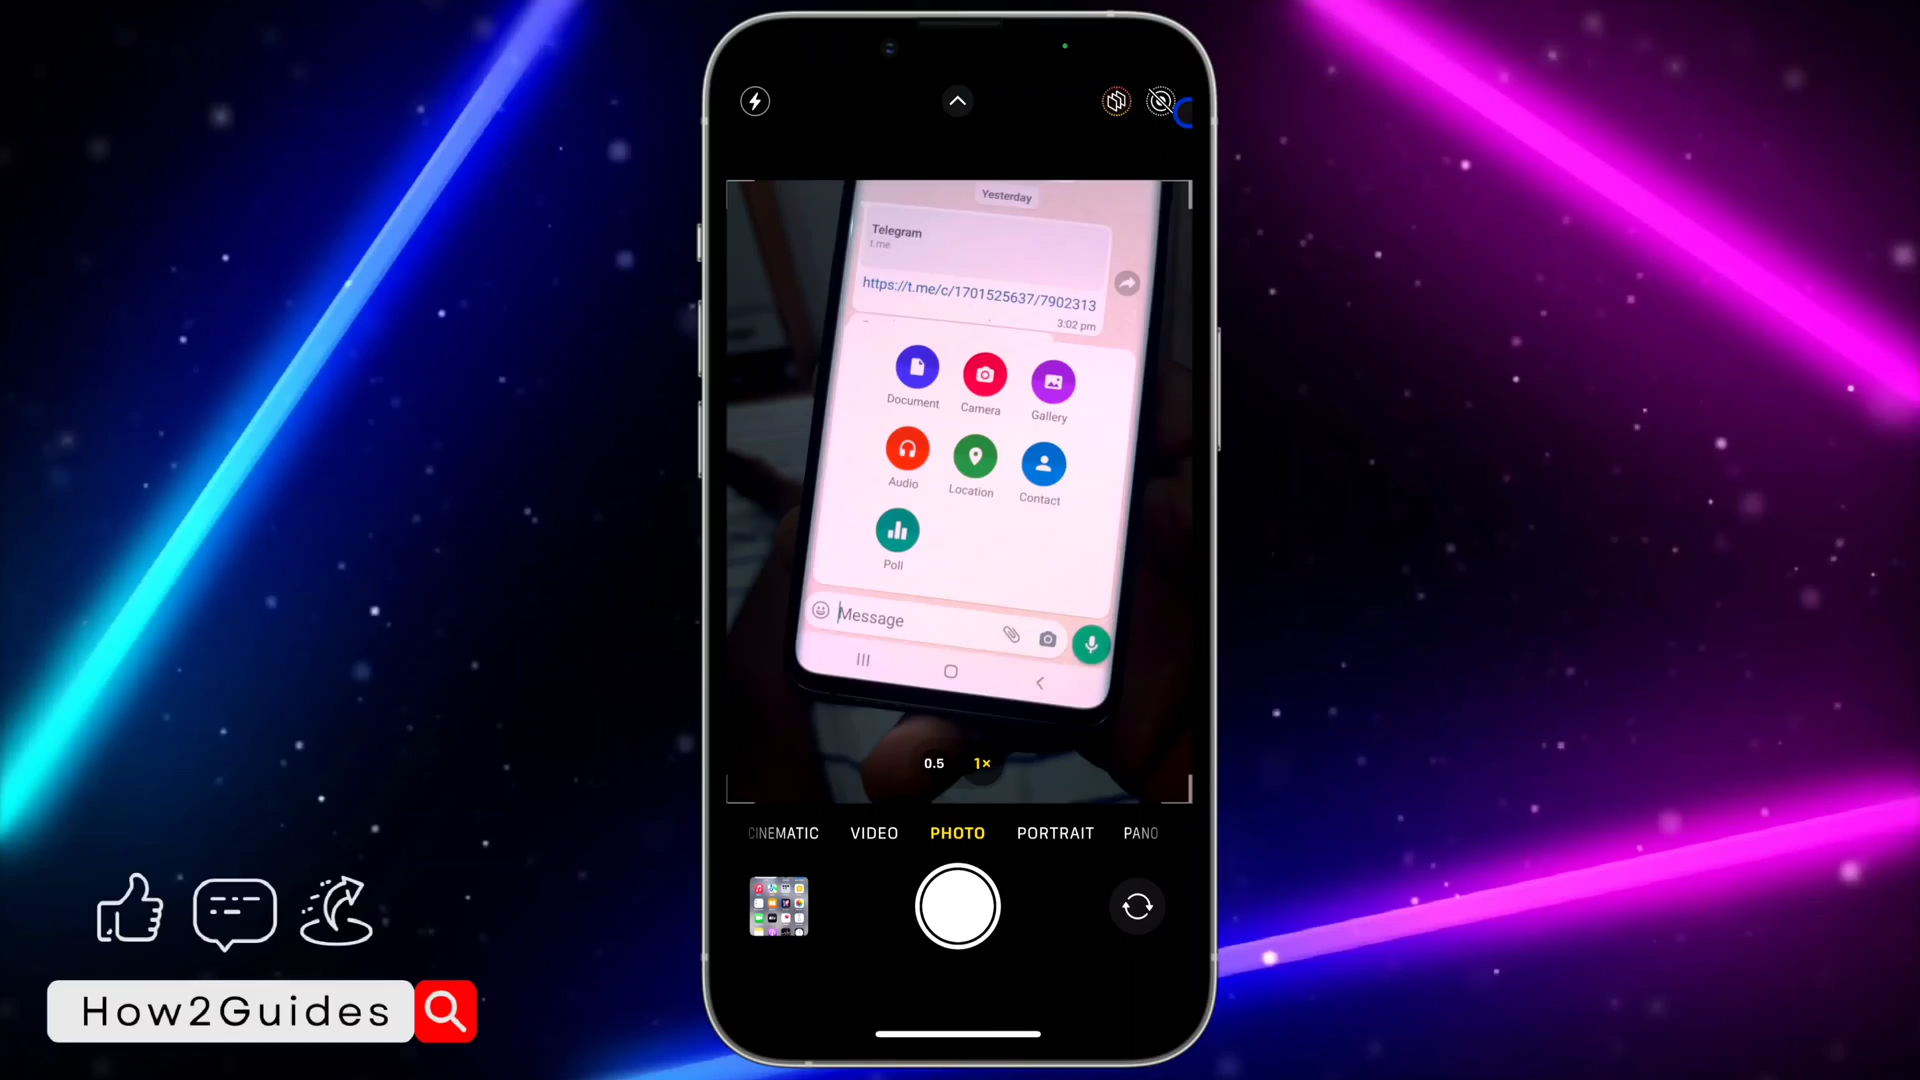 Yesterday
Telegram
t.me
https://t.me/c/1701525637/7902313
3:02 pm
Document
Camera
Gallery
Audio
Location
Contact
Poll
Message
0.5
1×
CINEMATIC
VIDEO
PHOTO
PORTRAIT
PANO
How2Guides